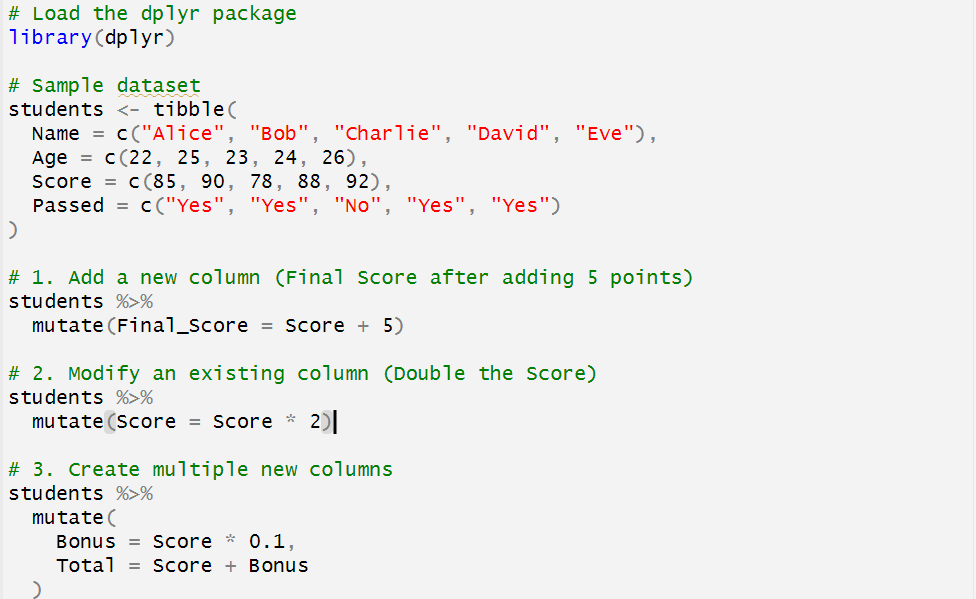 # Load the dplyr package
library(dplyr)

# Sample dataset
students <- tibble(
  Name = c("Alice", "Bob", "Charlie", "David", "Eve"),
  Age = c(22, 25, 23, 24, 26),
  Score = c(85, 90, 78, 88, 92),
  Passed = c("Yes", "Yes", "No", "Yes", "Yes")
)

# 1. Add a new column (Final Score after adding 5 points)
students %>%
  mutate(Final_Score = Score + 5)

# 2. Modify an existing column (Double the Score)
students %>%
  mutate(Score = Score * 2)

# 3. Create multiple new columns
students %>%
  mutate(
    Bonus = Score * 0.1,
    Total = Score + Bonus
  )